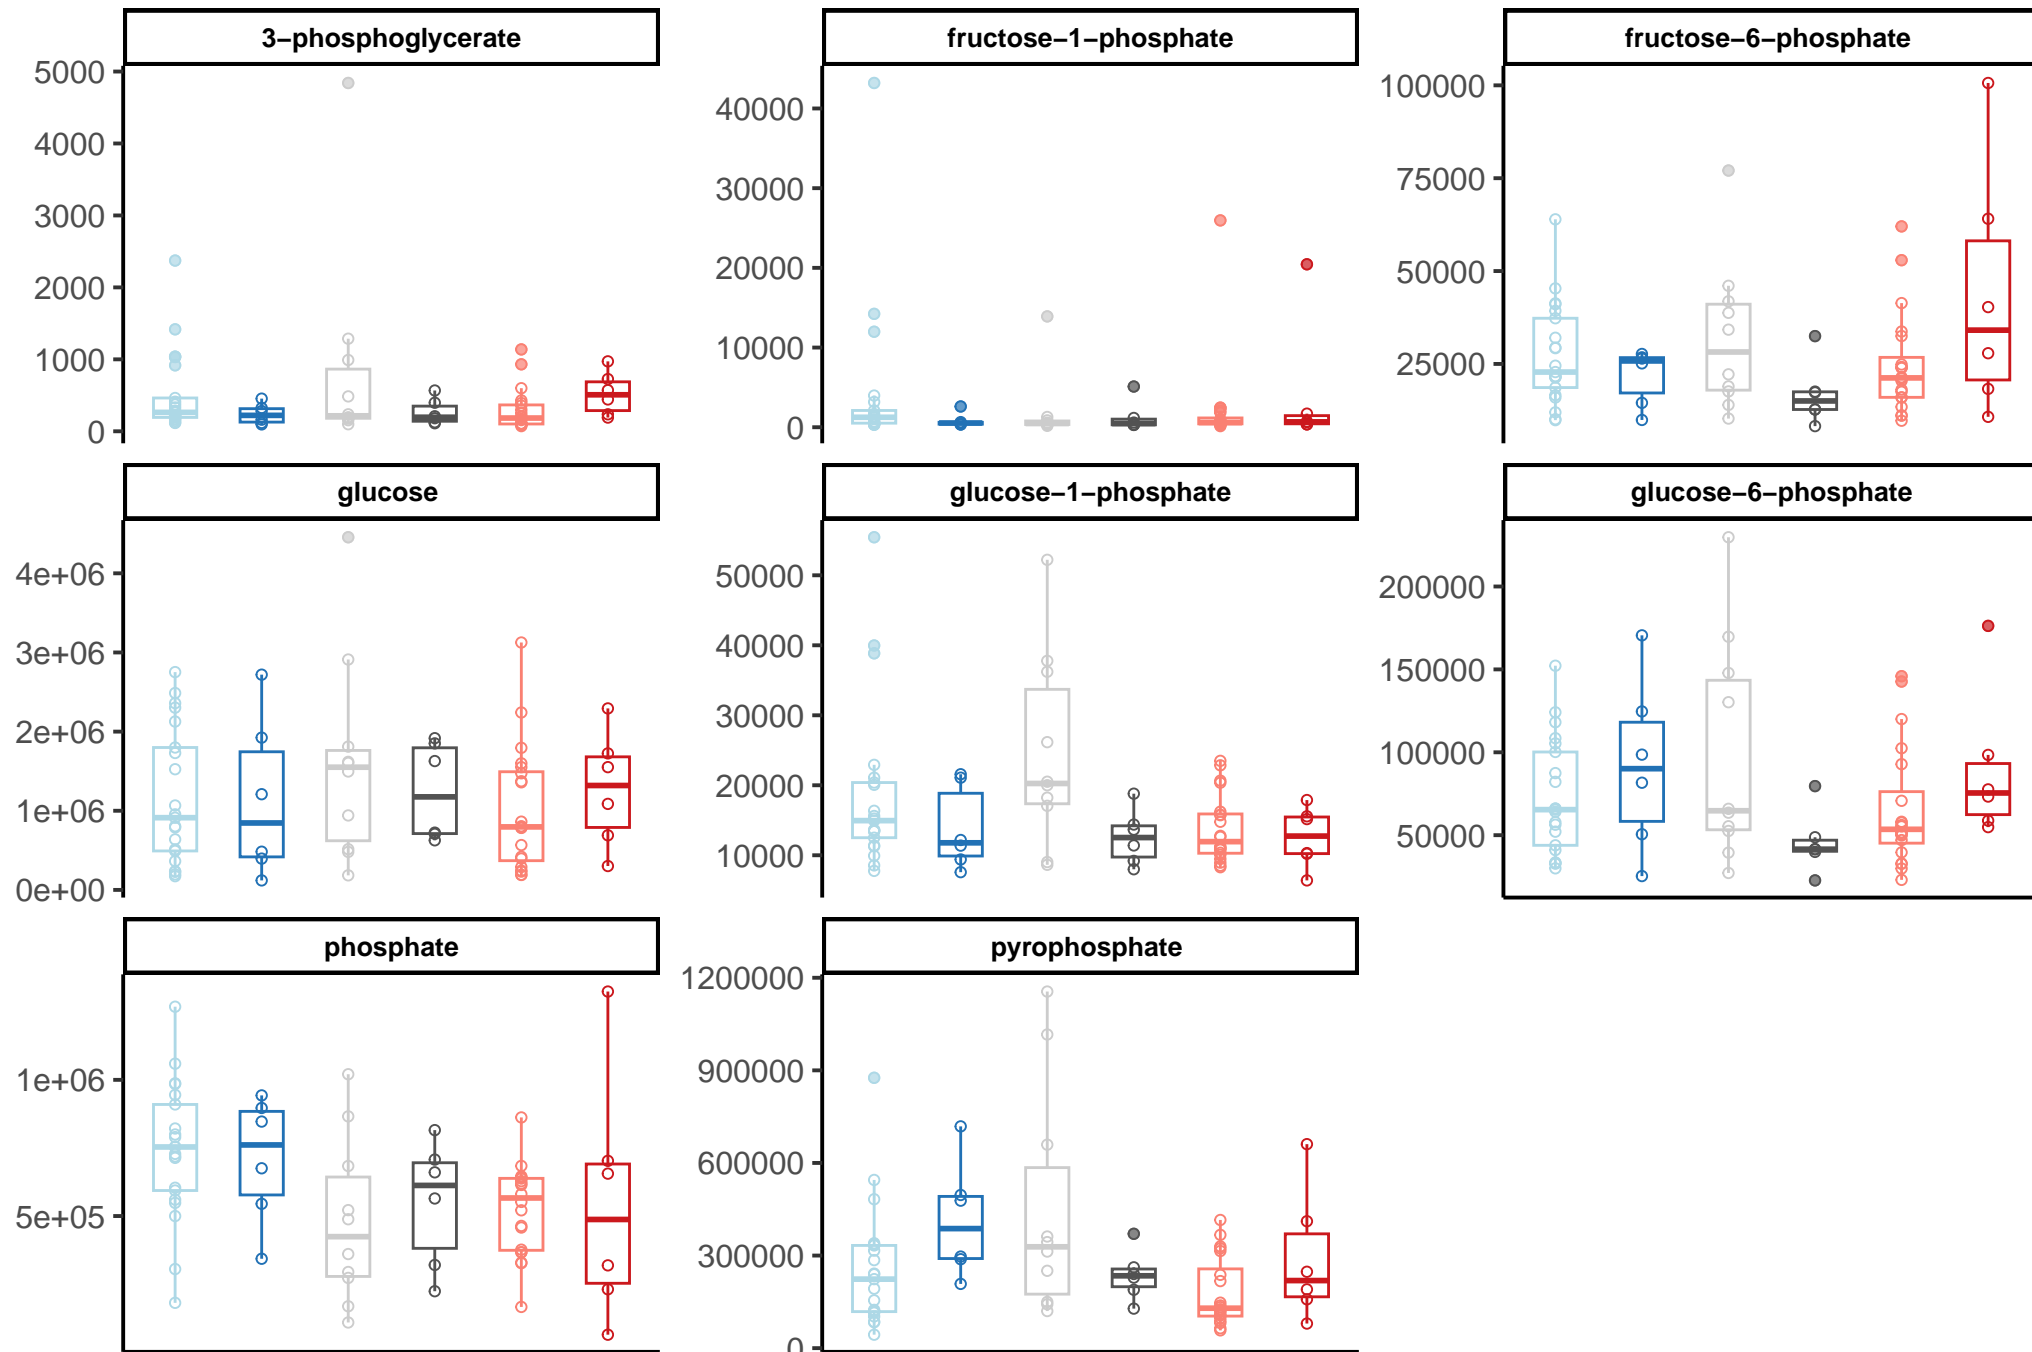 3−phosphoglycerate
fructose−1−phosphate
fructose−6−phosphate
5000
4000
3000
2000
1000
0
40000
30000
20000
10000
0
100000
75000
50000
25000
glucose
glucose−1−phosphate
glucose−6−phosphate
4e+06
3e+06
2e+06
1e+06
0e+00
50000
40000
30000
20000
10000
200000
150000
100000
50000
phosphate
pyrophosphate
1e+06
5e+05
1200000
900000
600000
300000
0